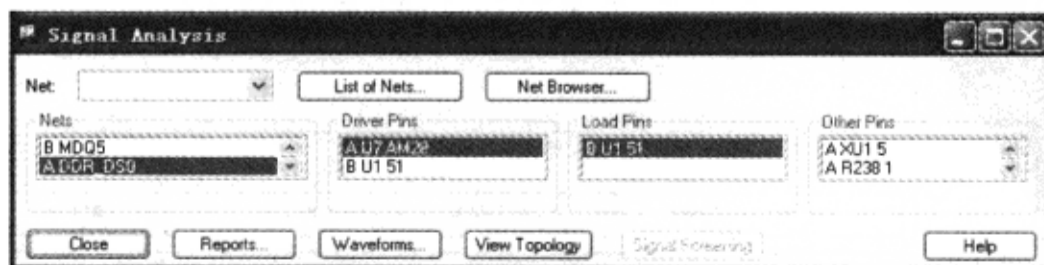 Signal Analysis
Net: List of Nets... Net Browser...
Nets Driver Pins Load Pins Other Pins
B MDQ5 A U7 AM28 B U1 51 A XU1 5
A DDR_DS0 B U1 51 A R238 1
Close Reports... Waveforms... View Topology Signal Screening Help